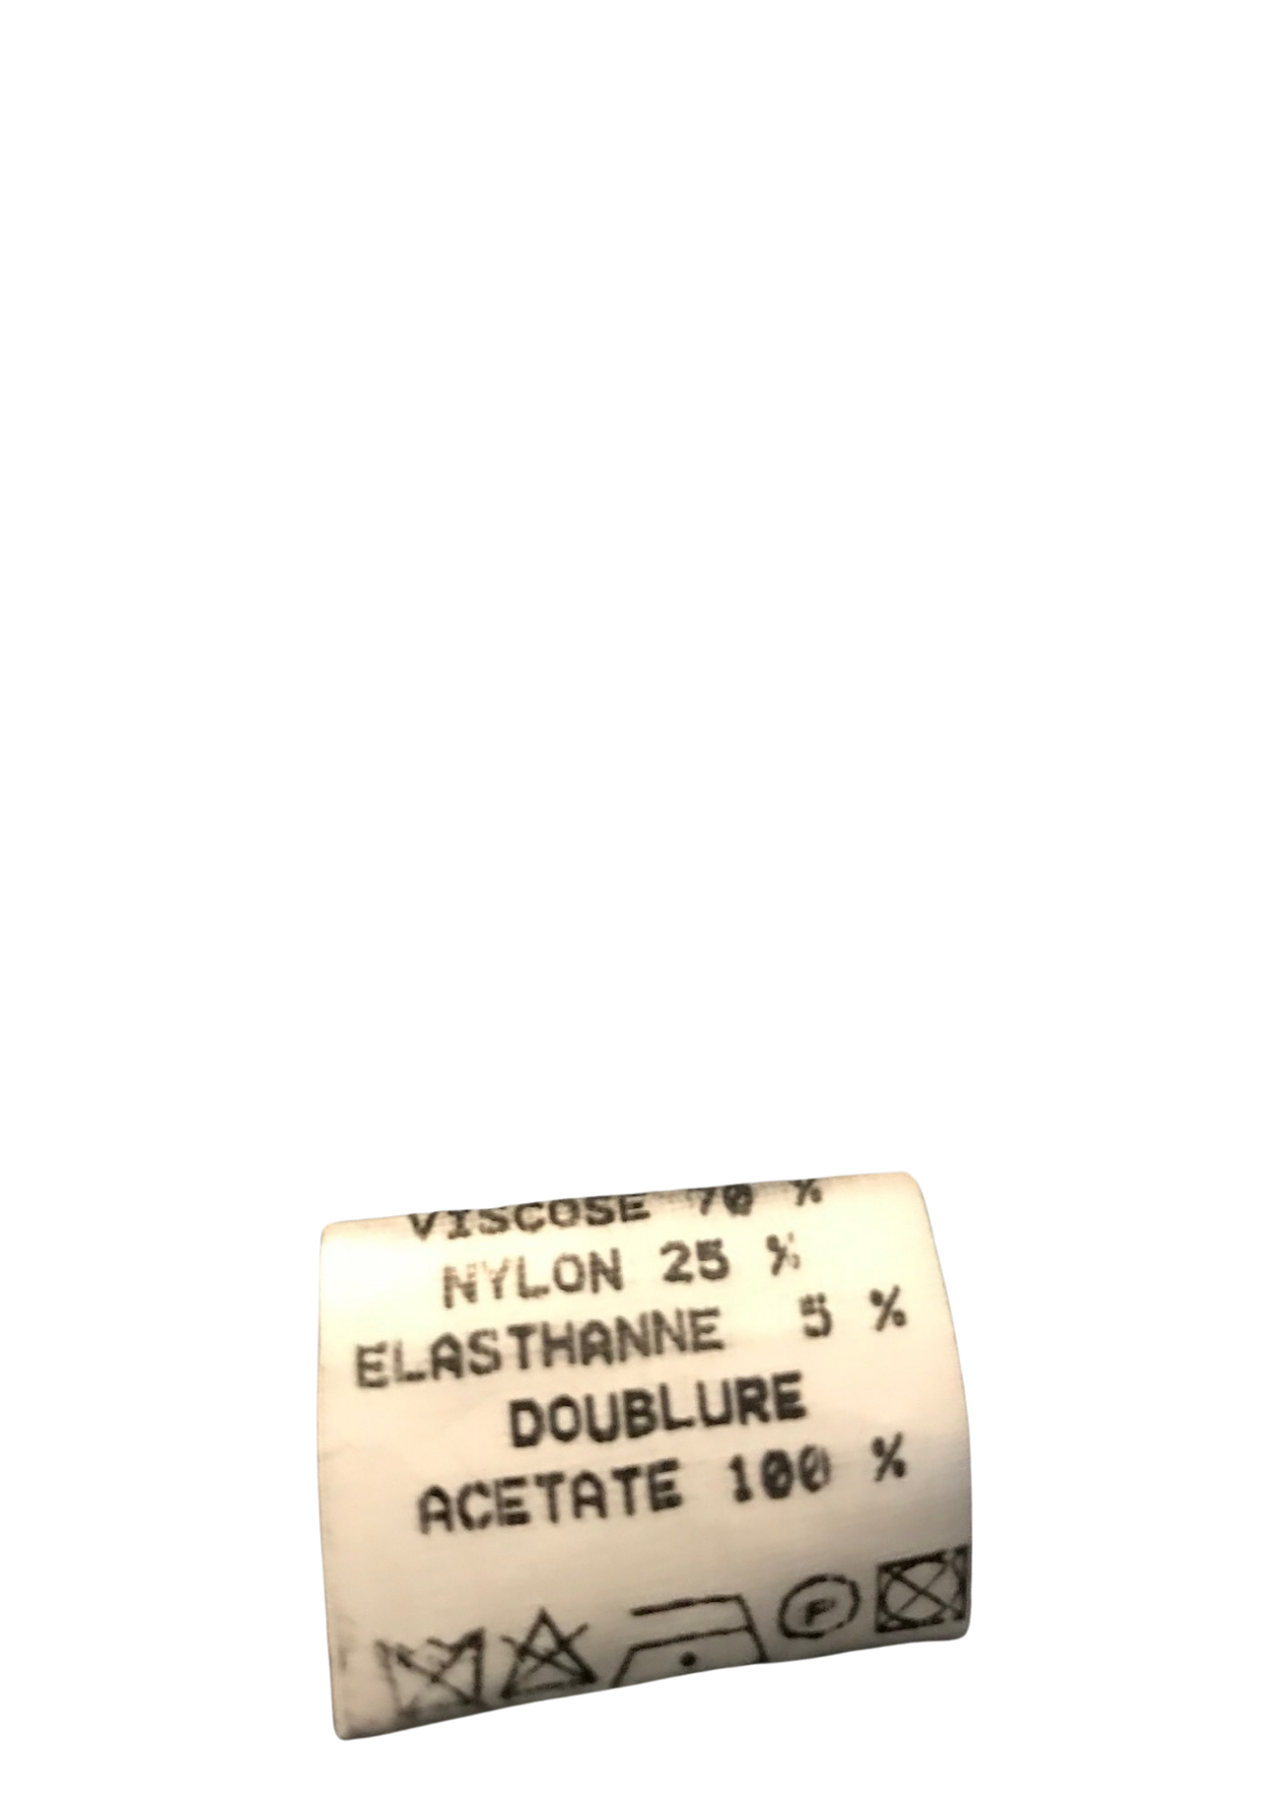 VISCOSE 70 %
NYLON 25 %
ELASTHANNE 5 %
DOUBLURE
ACETATE 100 %
P